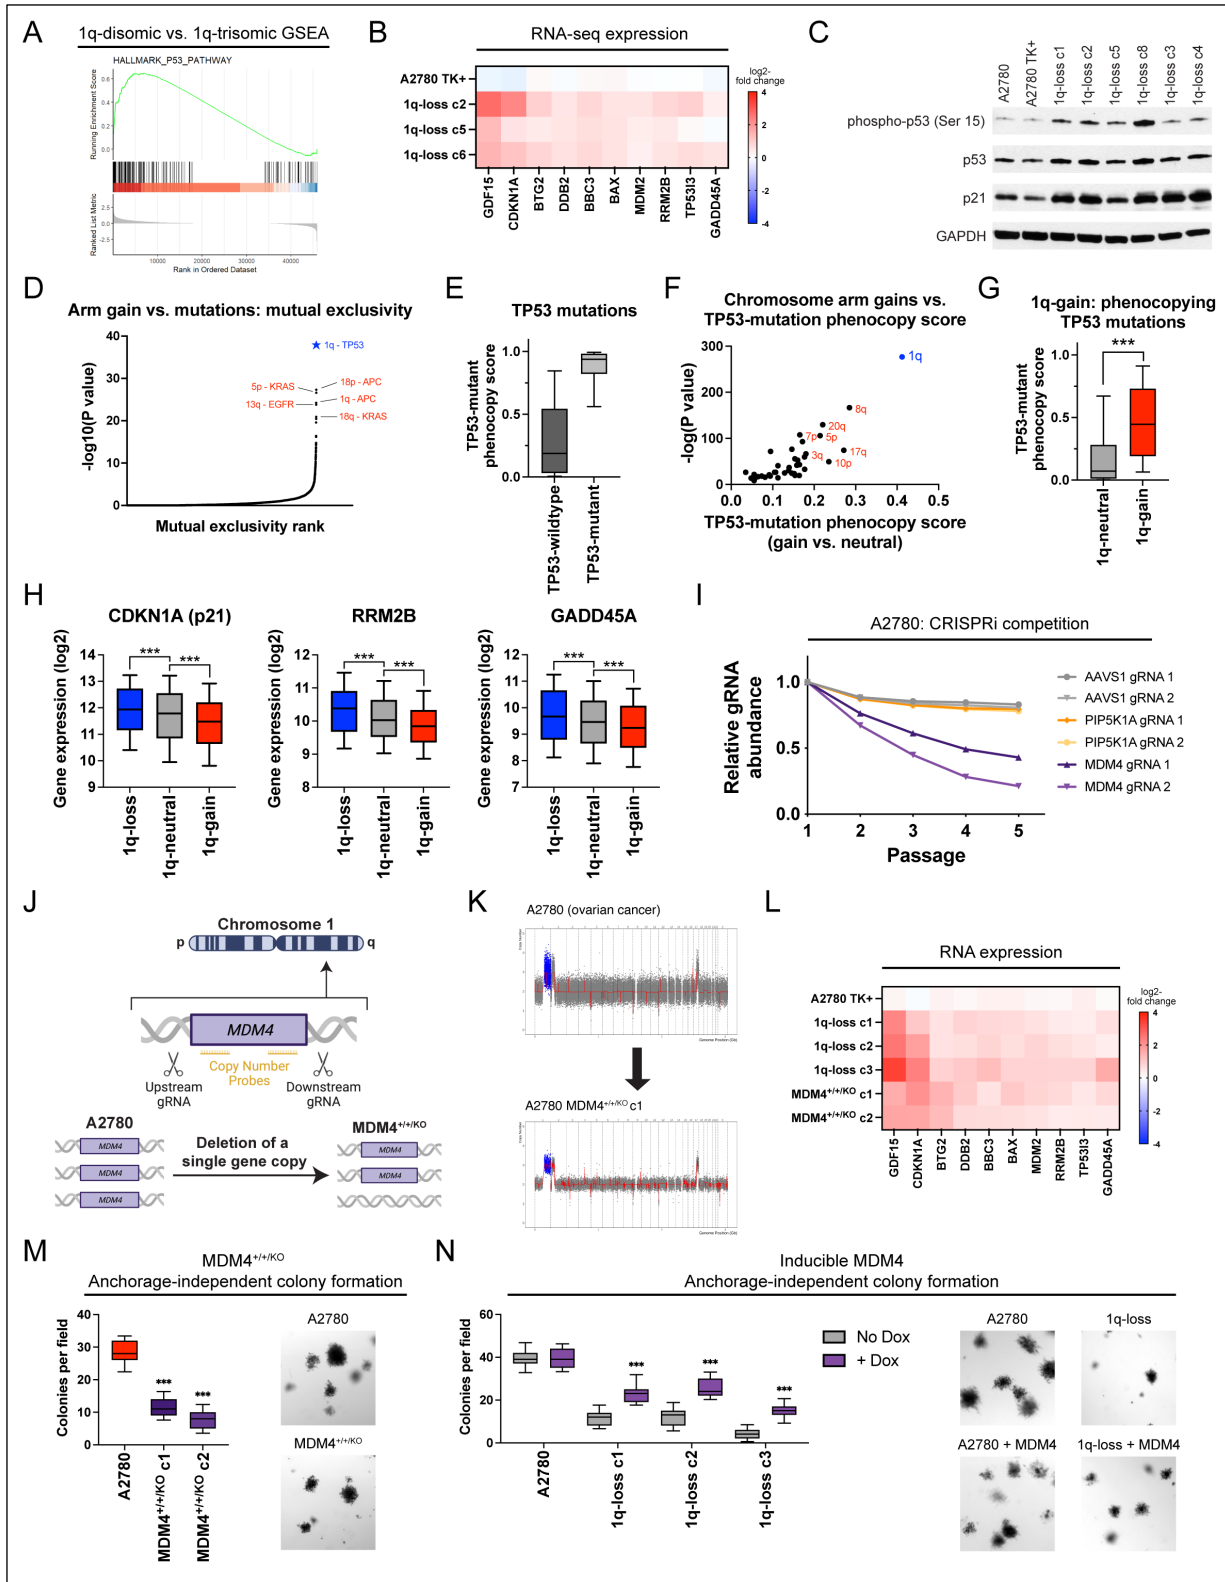 A
1q-disomic vs. 1q-trisomic GSEA
HALLMARK_P53_PATHWAY
Running Enrichment Score
0.6
0.4
0.2
0.0
Ranked List Metric
2.5
0.0
-2.5
10000 20000 30000 40000
Rank in Ordered Dataset
B
RNA-seq expression
log2-
fold change
A2780 TK+
1q-loss c2
1q-loss c5
1q-loss c6
4
2
0
-2
-4
GDF15
CDKN1A
BTG2
DDB2
BBC3
BAX
MDM2
RRM2B
TP53I3
GADD45A
C
A2780
A2780 TK+
1q-loss c1
1q-loss c2
1q-loss c5
1q-loss c8
1q-loss c3
1q-loss c4
phospho-p53 (Ser 15)
p53
p21
GAPDH
D
Arm gain vs. mutations: mutual exclusivity
-log10(P value)
40
30
20
10
0
1q - TP53
5p - KRAS
18p - APC
1q - APC
13q - EGFR
18q - KRAS
Mutual exclusivity rank
E
TP53 mutations
TP53-mutant
phenocopy score
1.0
0.5
0.0
TP53-wildtype
TP53-mutant
F
Chromosome arm gains vs.
TP53-mutation phenocopy score
-log(P value)
300
200
100
0
1q
8q
20q
7p
5p
17q
3q
10p
0.0 0.1 0.2 0.3 0.4 0.5
TP53-mutation phenocopy score
(gain vs. neutral)
G
1q-gain: phenocopying
TP53 mutations
***
TP53-mutant
phenocopy score
1.0
0.5
0.0
1q-neutral
1q-gain
H
CDKN1A (p21)
Gene expression (log2)
14
13
12
11
10
9
*** ***
1q-loss
1q-neutral
1q-gain
RRM2B
Gene expression (log2)
12
10
8
*** ***
1q-loss
1q-neutral
1q-gain
GADD45A
Gene expression (log2)
12
11
10
9
8
7
*** ***
1q-loss
1q-neutral
1q-gain
I
A2780: CRISPRi competition
Relative gRNA
abundance
1.0
0.5
0.0
1 2 3 4 5
Passage
AAVS1 gRNA 1
AAVS1 gRNA 2
PIP5K1A gRNA 1
PIP5K1A gRNA 2
MDM4 gRNA 1
MDM4 gRNA 2
J
Chromosome 1
p q
MDM4
Copy Number
Probes
Upstream
gRNA
Downstream
gRNA
A2780
MDM4+/+/KO
Deletion of a
single gene copy
MDM4
MDM4
MDM4
MDM4
MDM4
K
A2780 (ovarian cancer)
Genome Position (Gb)
A2780 MDM4+/+/KO c1
Genome Position (Gb)
L
RNA expression
log2-
fold change
A2780 TK+
1q-loss c1
1q-loss c2
1q-loss c3
MDM4+/+/KO c1
MDM4+/+/KO c2
4
2
0
-2
-4
GDF15
CDKN1A
BTG2
DDB2
BBC3
BAX
MDM2
RRM2B
TP53I3
GADD45A
M
MDM4+/+/KO
Anchorage-independent colony formation
Colonies per field
40
30
20
10
0
*** ***
A2780
MDM4+/+/KO c1
MDM4+/+/KO c2
A2780
MDM4+/+/KO
N
Inducible MDM4
Anchorage-independent colony formation
Colonies per field
60
40
20
0
*** *** ***
No Dox
+ Dox
A2780
1q-loss c1
1q-loss c2
1q-loss c3
A2780
1q-loss
A2780 + MDM4
1q-loss + MDM4